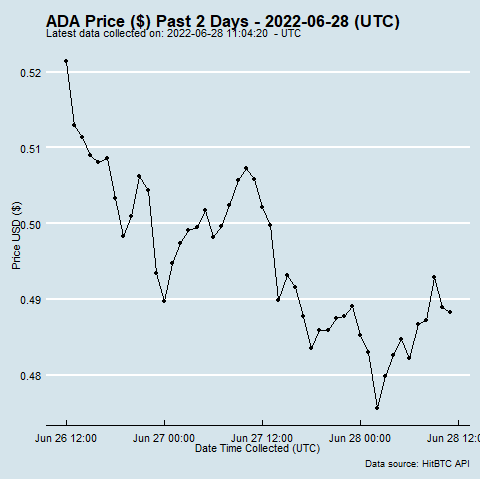 ADA Price ($) Past 2 Days - 2022-06-28 (UTC)
Latest data collected on: 2022-06-28 11:04:20 - UTC
0.52
0.51
0.50
0.49
0.48
Price USD ($)
Jun 26 12:00 Jun 27 00:00 Jun 27 12:00 Jun 28 00:00 Jun 28 12:00
Date Time Collected (UTC)
Data source: HitBTC API